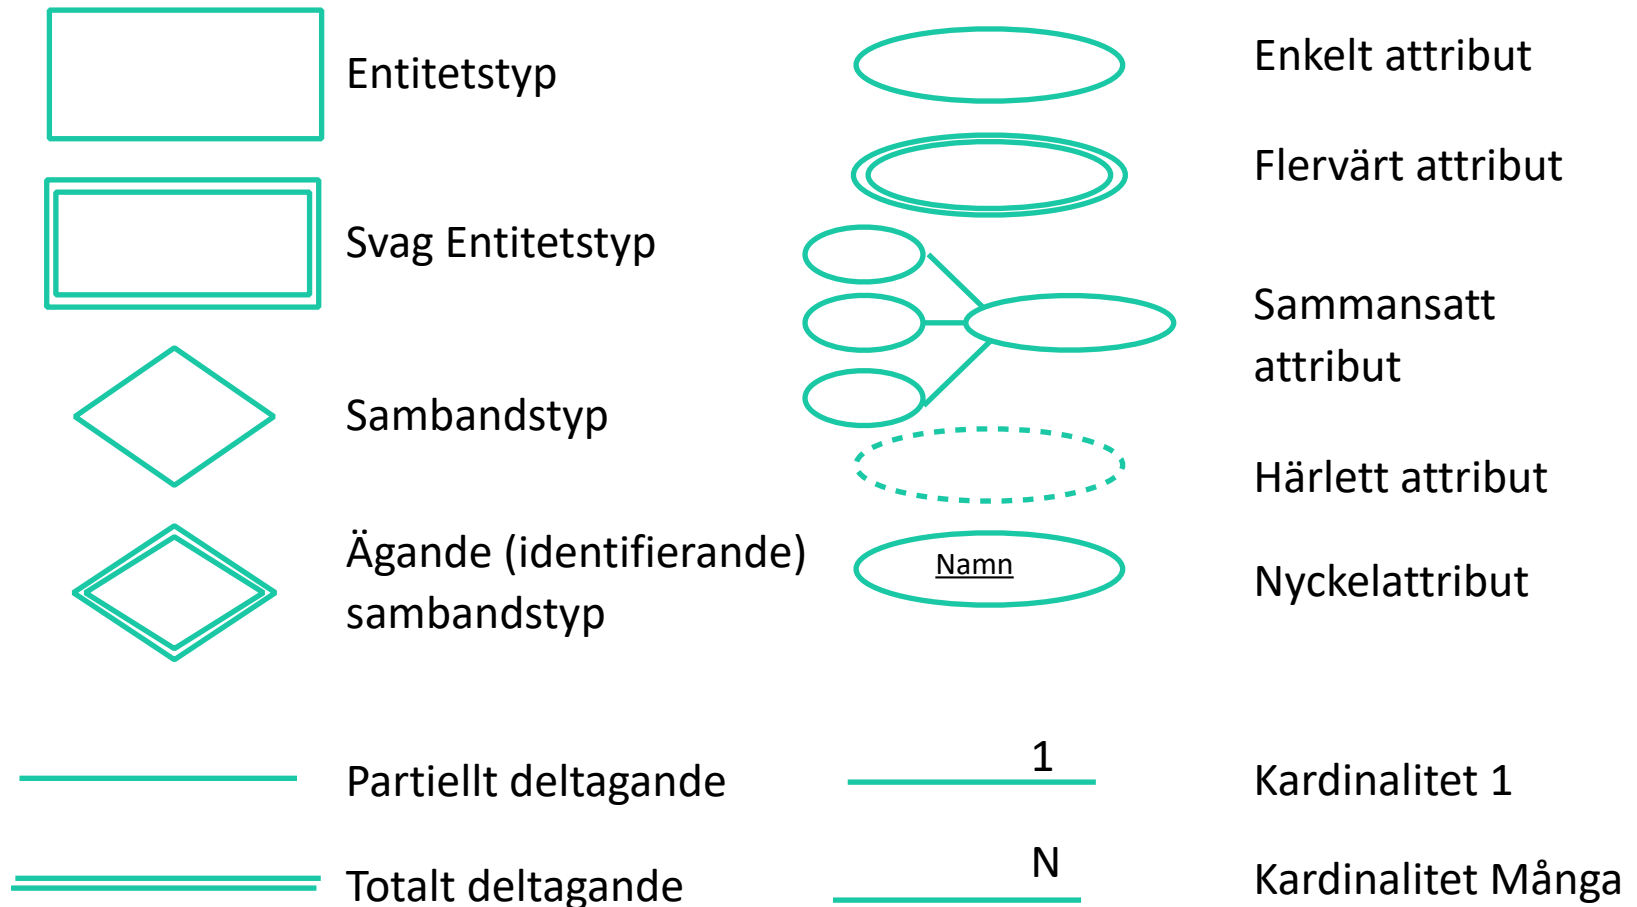 Entitetstyp
Enkelt attribut
Flervärt attribut
Svag Entitetstyp
Sammansatt
attribut
Sambandstyp
Härlett attribut
Ägande (identifierande)
sambandstyp
Namn
Nyckelattribut
Partiellt deltagande
1
Kardinalitet 1
Totalt deltagande
N
Kardinalitet Många